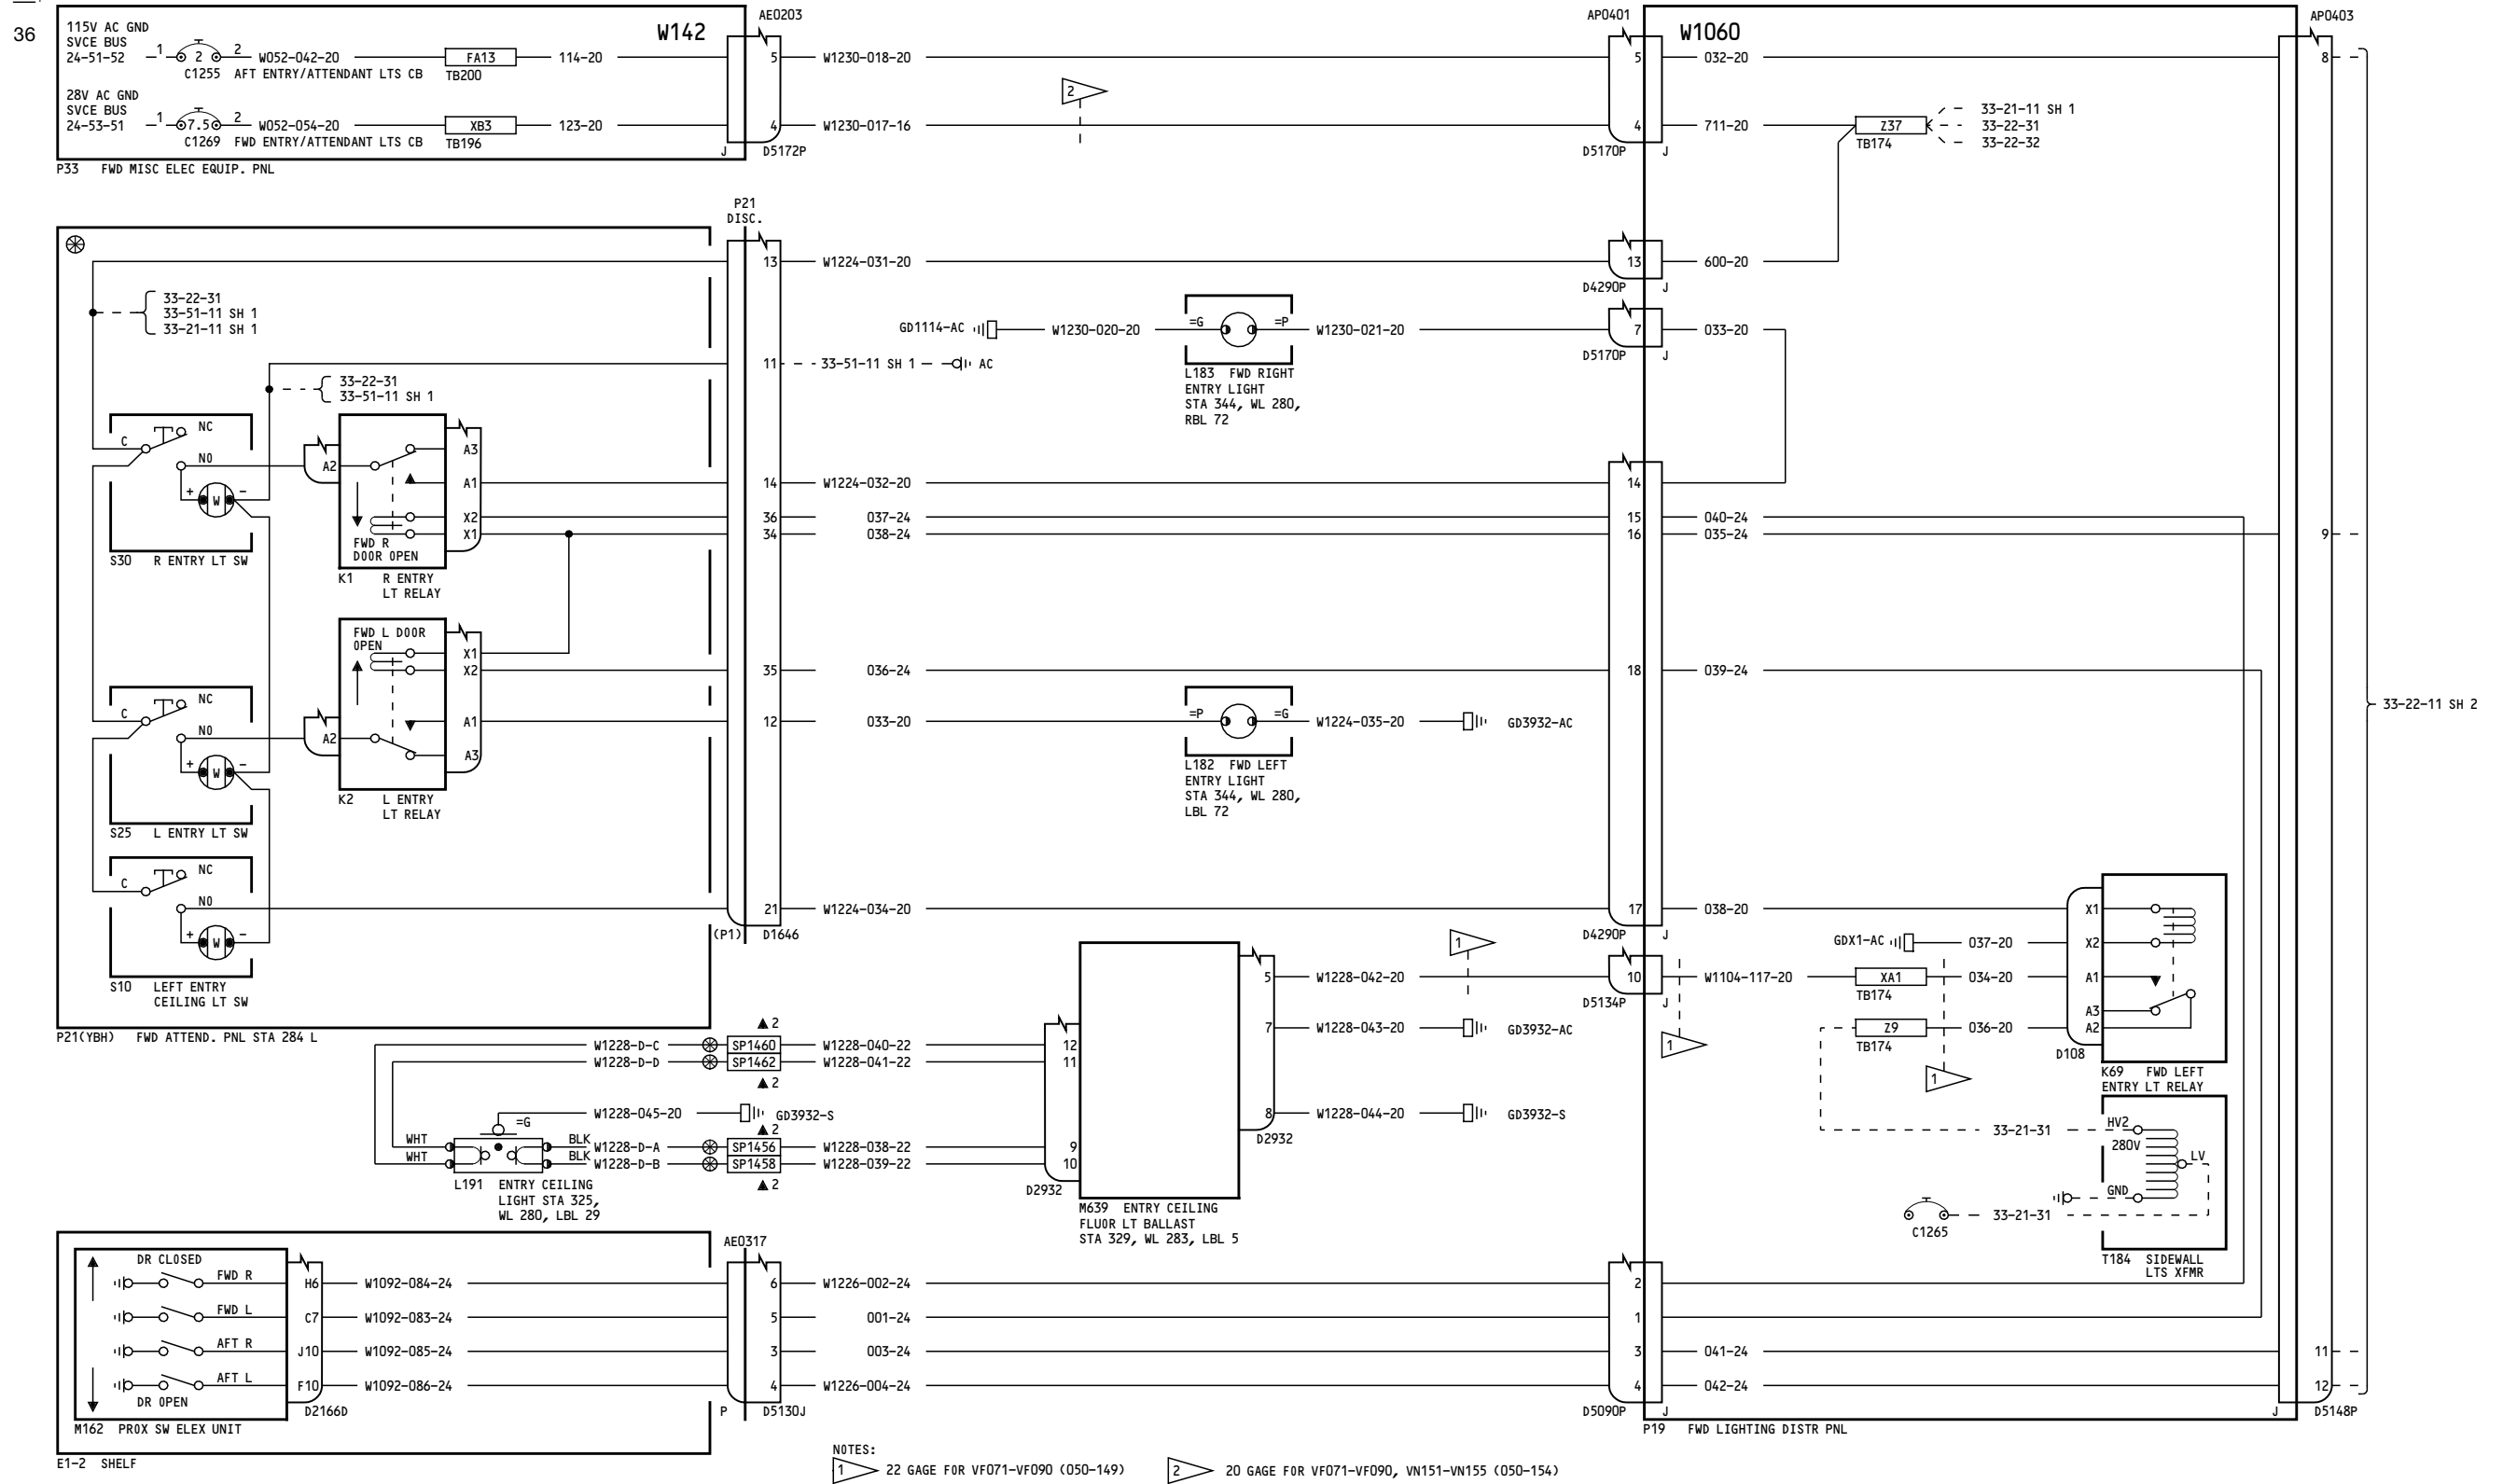 36
115V AC GND
SVCE BUS
24-51-52
1
2
2
W052-042-20
C1255 AFT ENTRY/ATTENDANT LTS CB
FA13
TB200
114-20
W142
28V AC GND
SVCE BUS
24-53-51
1
7.5
2
W052-054-20
C1269 FWD ENTRY/ATTENDANT LTS CB
XB3
TB196
123-20
J
P33 FWD MISC ELEC EQUIP. PNL
AE0203
5
W1230-018-20
4
W1230-017-16
D5172P
2
AP0401
5
4
D5170P
J
W1060
032-20
711-20
Z37
TB174
33-21-11 SH 1
33-22-31
33-22-32
AP0403
8
P21
DISC.
13
W1224-031-20
13
D4290P
J
600-20
33-22-31
33-51-11 SH 1
33-21-11 SH 1
GD1114-AC
W1230-020-20
=G
=P
W1230-021-20
7
D5170P
J
033-20
L183 FWD RIGHT
ENTRY LIGHT
STA 344, WL 280,
RBL 72
11
33-51-11 SH 1
AC
33-22-31
33-51-11 SH 1
C
NC
NO
+
W
-
S30 R ENTRY LT SW
A2
A3
A1
X2
X1
FWD R
DOOR OPEN
K1 R ENTRY
LT RELAY
14
W1224-032-20
14
36
037-24
15
040-24
34
038-24
16
035-24
9
FWD L DOOR
OPEN
X1
X2
A1
A2
A3
K2 L ENTRY
LT RELAY
35
036-24
18
039-24
12
033-20
=P
=G
W1224-035-20
GD3932-AC
L182 FWD LEFT
ENTRY LIGHT
STA 344, WL 280,
LBL 72
33-22-11 SH 2
C
NC
NO
+
W
-
S25 L ENTRY LT SW
C
NC
NO
+
W
-
S10 LEFT ENTRY
CEILING LT SW
P21(YBH) FWD ATTEND. PNL STA 284 L
21
W1224-034-20
(P1)
D1646
17
D4290P
J
038-20
X1
GDX1-AC
037-20
X2
1
5
W1228-042-20
10
D5134P
J
W1104-117-20
XA1
TB174
034-20
A1
A3
7
W1228-043-20
GD3932-AC
1
Z9
TB174
036-20
A2
D108
1
K69 FWD LEFT
ENTRY LT RELAY
2
W1228-D-C
SP1460
W1228-040-22
12
W1228-D-D
SP1462
W1228-041-22
11
2
W1228-045-20
GD3932-S
=G
2
WHT
BLK
W1228-D-A
SP1456
W1228-038-22
9
WHT
BLK
W1228-D-B
SP1458
W1228-039-22
10
2
D2932
L191 ENTRY CEILING
LIGHT STA 325,
WL 280, LBL 29
8
W1228-044-20
GD3932-S
D2932
M639 ENTRY CEILING
FLUOR LT BALLAST
STA 329, WL 283, LBL 5
33-21-31
HV2
280V
LV
GND
C1265
33-21-31
T184 SIDEWALL
LTS XFMR
DR CLOSED
FWD R
H6
W1092-084-24
FWD L
C7
W1092-083-24
AFT R
J10
W1092-085-24
AFT L
F10
W1092-086-24
DR OPEN
D2166D
M162 PROX SW ELEX UNIT
E1-2 SHELF
AE0317
6
W1226-002-24
5
001-24
3
003-24
4
W1226-004-24
P
D5130J
2
1
3
041-24
11
4
042-24
12
D5090P
J
J
D5148P
P19 FWD LIGHTING DISTR PNL
NOTES:
1 22 GAGE FOR VF071-VF090 (050-149)
2 20 GAGE FOR VF071-VF090, VN151-VN155 (050-154)